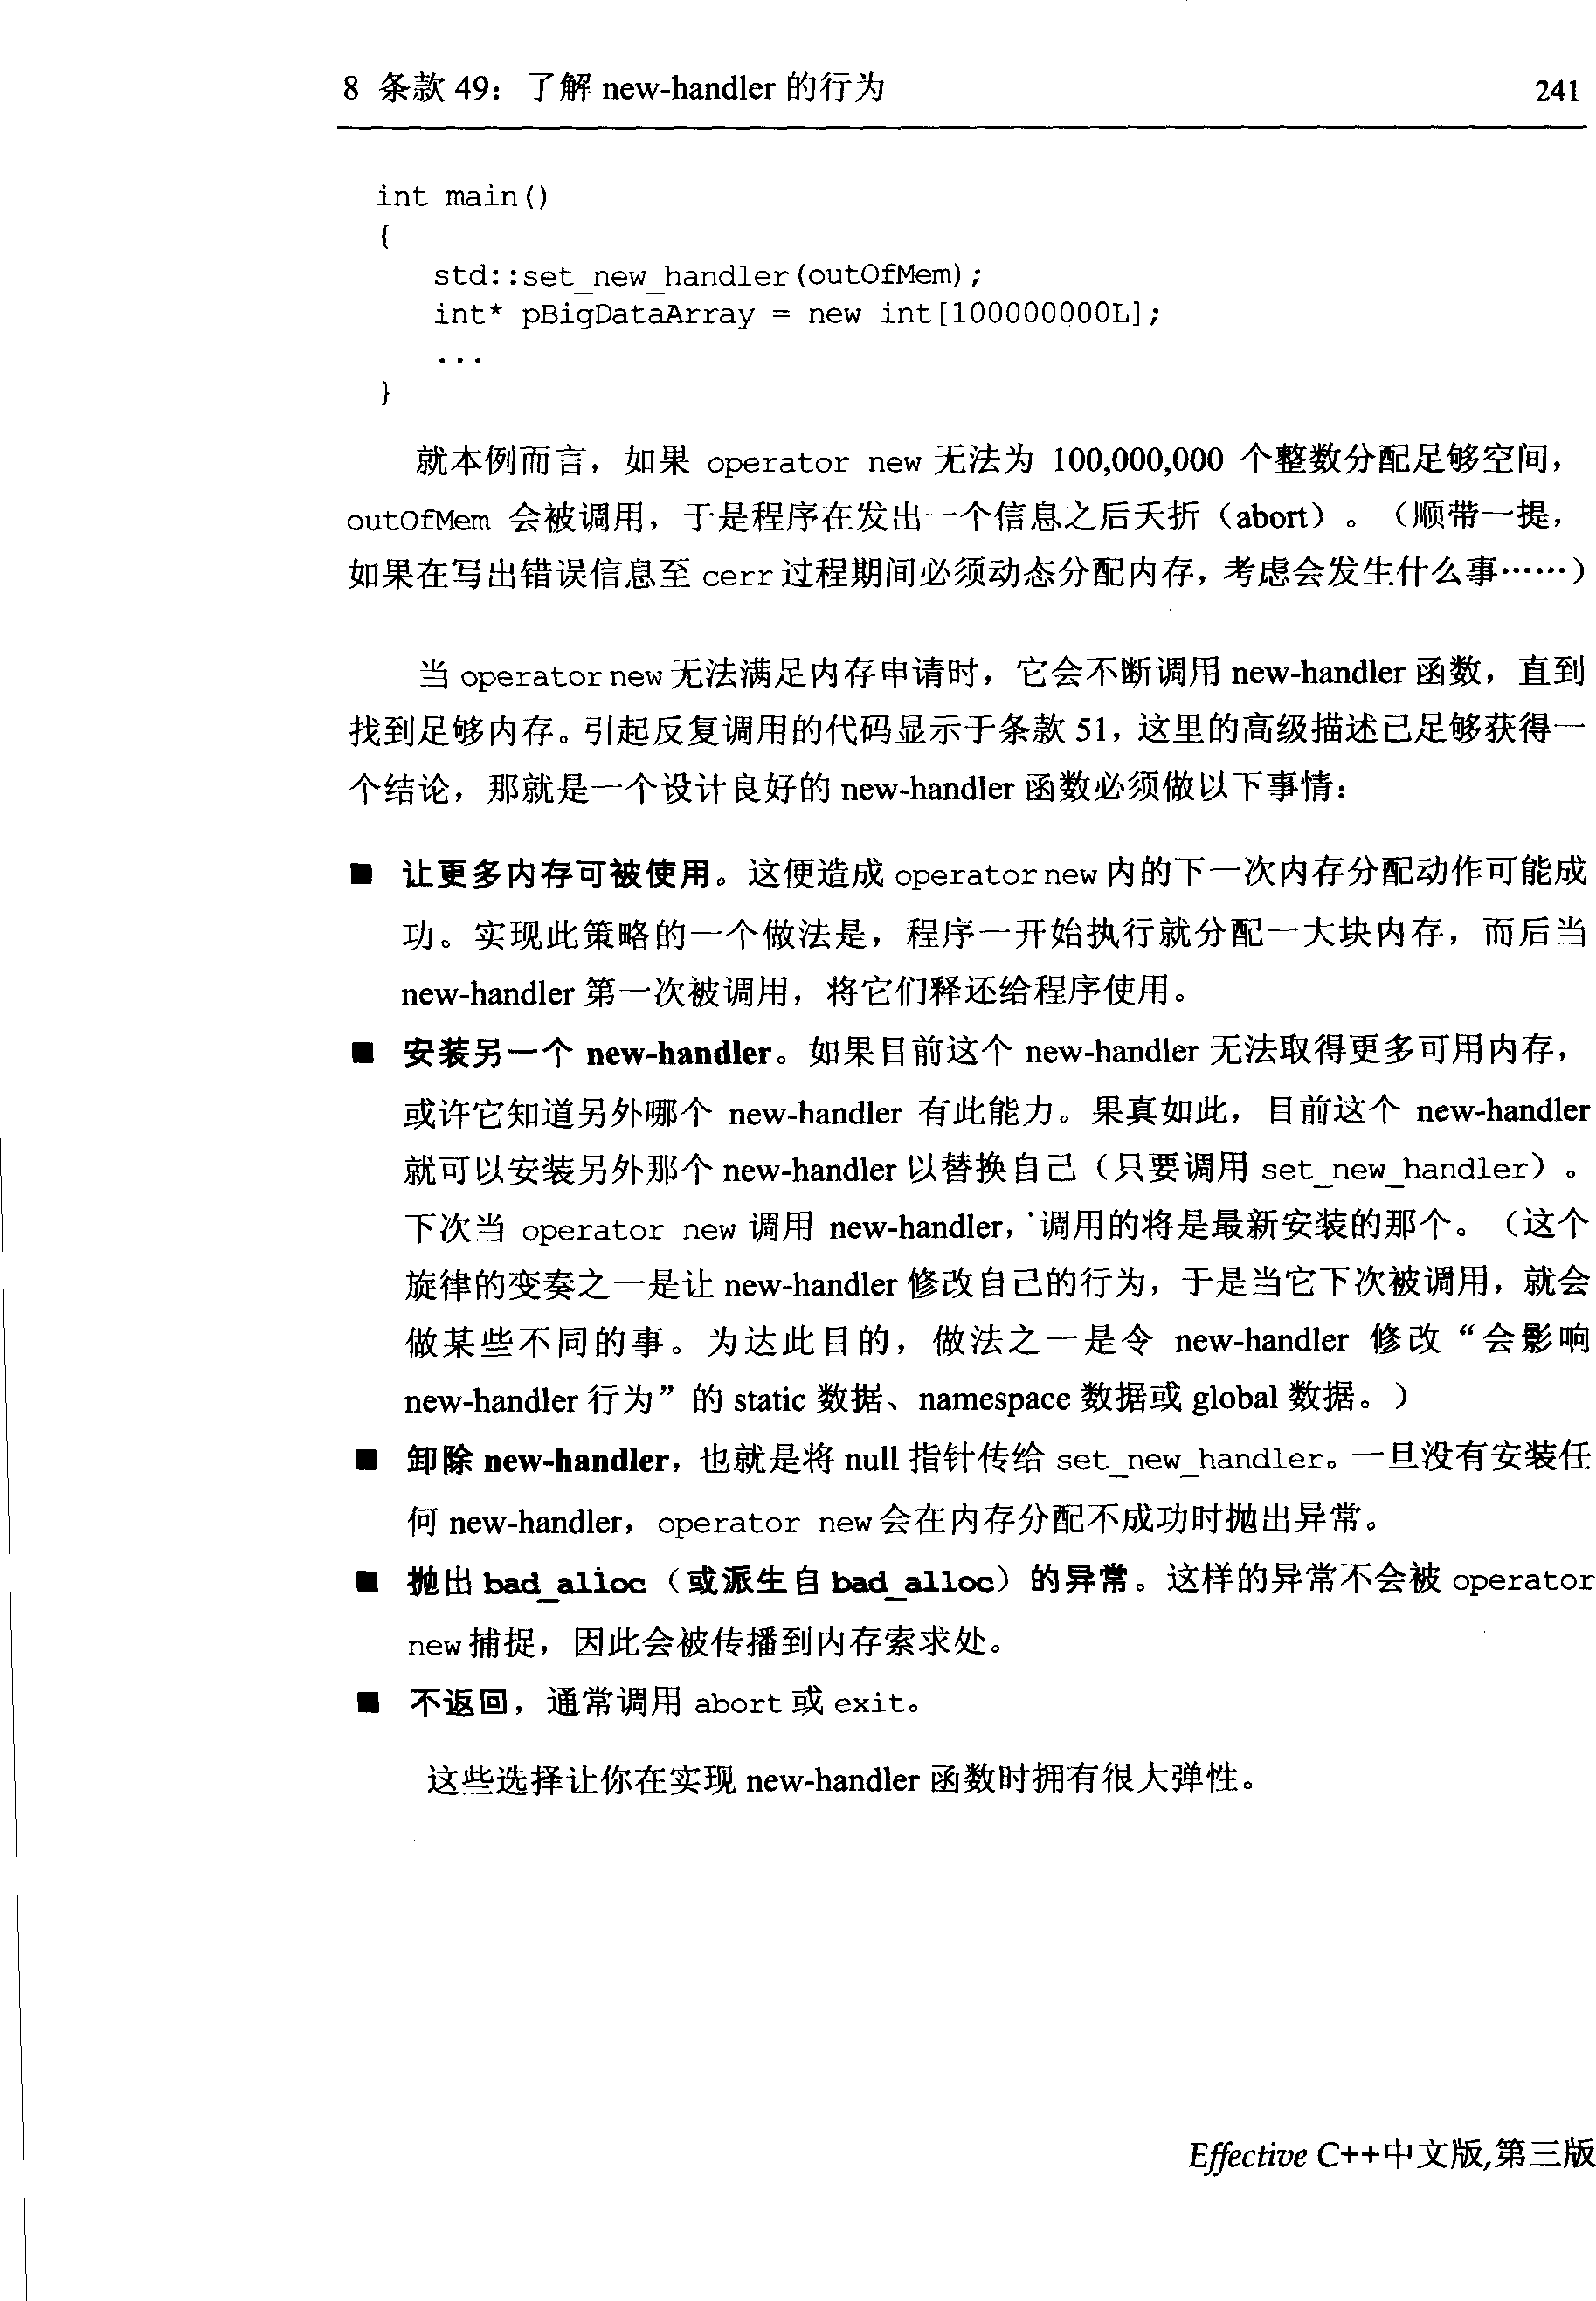 8 条款 49：了解 new-handler 的行为 241
int main()
{
std::set_new_handler(outOfMem);
int* pBigDataArray = new int[100000000L];
...
}
就本例而言，如果 operator new 无法为 100,000,000 个整数分配足够空间，
outOfMem 会被调用，于是程序在发出一个信息之后夭折（abort）。（顺带一提，
如果在写出错误信息至 cerr 过程期间必须动态分配内存，考虑会发生什么事……）
当 operator new 无法满足内存申请时，它会不断调用 new-handler 函数，直到
找到足够内存。引起反复调用的代码显示于条款 51，这里的高级描述已足够获得一
个结论，那就是一个设计良好的 new-handler 函数必须做以下事情：
■ 让更多内存可被使用。这便造成 operator new 内的下一次内存分配动作可能成
功。实现此策略的一个做法是，程序一开始执行就分配一大块内存，而后当
new-handler 第一次被调用，将它们释还给程序使用。
■ 安装另一个 new-handler。如果目前这个 new-handler 无法取得更多可用内存，
或许它知道另外哪个 new-handler 有此能力。果真如此，目前这个 new-handler
就可以安装另外那个 new-handler 以替换自己（只要调用 set_new_handler）。
下次当 operator new 调用 new-handler，调用的将是最新安装的那个。（这个
旋律的变奏之一是让 new-handler 修改自己的行为，于是当它下次被调用，就会
做某些不同的事。为达此目的，做法之一是令 new-handler 修改“会影响
new-handler 行为”的 static 数据、namespace 数据或 global 数据。）
■ 卸除 new-handler，也就是将 null 指针传给 set_new_handler。一旦没有安装任
何 new-handler，operator new 会在内存分配不成功时抛出异常。
■ 抛出 bad_alloc（或派生自 bad_alloc）的异常。这样的异常不会被 operator
new 捕捉，因此会被传播到内存索求处。
■ 不返回，通常调用 abort 或 exit。
这些选择让你在实现 new-handler 函数时拥有很大弹性。
Effective C++中文版,第三版